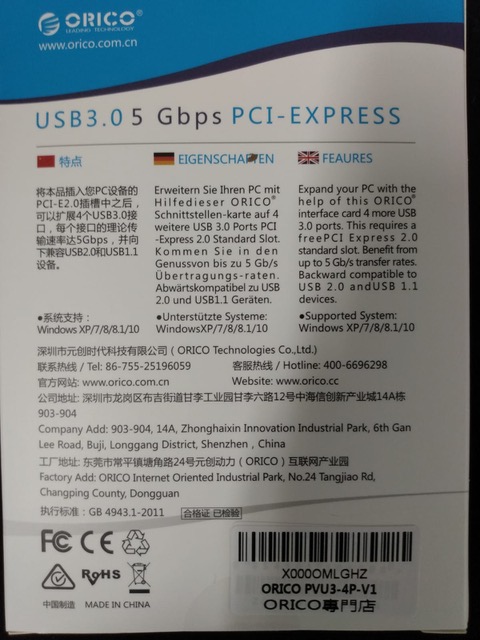 ORICO®
LEADING TECHNOLOGY
www.orico.com.cn
USB3.0 5 Gbps PCI-EXPRESS
特点
将本品插入您PC设备的
PCI-E2.0插槽中之后，
可以扩展4个USB3.0接
口，每个接口的理论传
输速率达5Gbps，并向
下兼容USB2.0和USB1.1
设备。
●系统支持：
Windows XP/7/8/8.1/10
EIGENSCHAFTEN
Erweitern Sie Ihren PC mit
Hilfedieser ORICO®
Schnittstellen-karte auf 4
weitere USB 3.0 Ports PCI
-Express 2.0 Standard Slot.
Kommen Sie in den
Genussvon bis zu 5 Gb/s
Übertragungs-raten.
Abwärtskompatibel zu USB
2.0 und USB1.1 Geräten.
●Unterstützte Systeme:
WindowsXP/7/8/8.1/10
FEAURES
Expand your PC with the
help of this ORICO®
interface card 4 more USB
3.0 ports. This requires a
freePCI Express 2.0
standard slot. Benefit from
up to 5 Gb/s transfer rates.
Backward compatible to
USB 2.0 andUSB 1.1
devices.
●Supported System:
Windows XP/7/8/8.1/10
深圳市元创时代科技有限公司（ORICO Technologies Co.,Ltd.）
联系热线 / Tel: 86-755-25196059 客服热线 / Hotline: 400-6696298
官方网站: www.orico.com.cn Website: www.orico.cc
公司地址: 深圳市龙岗区布吉街道甘李工业园甘李六路12号中海信创新产业城14A栋
903-904
Company Add: 903-904, 14A, Zhonghaixin Innovation Industrial Park, 6th Gan
Lee Road, Buji, Longgang District, Shenzhen , China
工厂地址: 东莞市常平镇塘角路24号元创动力（ORICO）互联网产业园
Factory Add: ORICO Internet Oriented Industrial Park, No.24 Tangjiao Rd,
Changping County, Dongguan
执行标准: GB 4943.1-2011 合格证 已检验
FC CE
RoHS
中国制造 MADE IN CHINA
X000OMLGHZ
ORICO PVU3-4P-V1
ORICO專門店